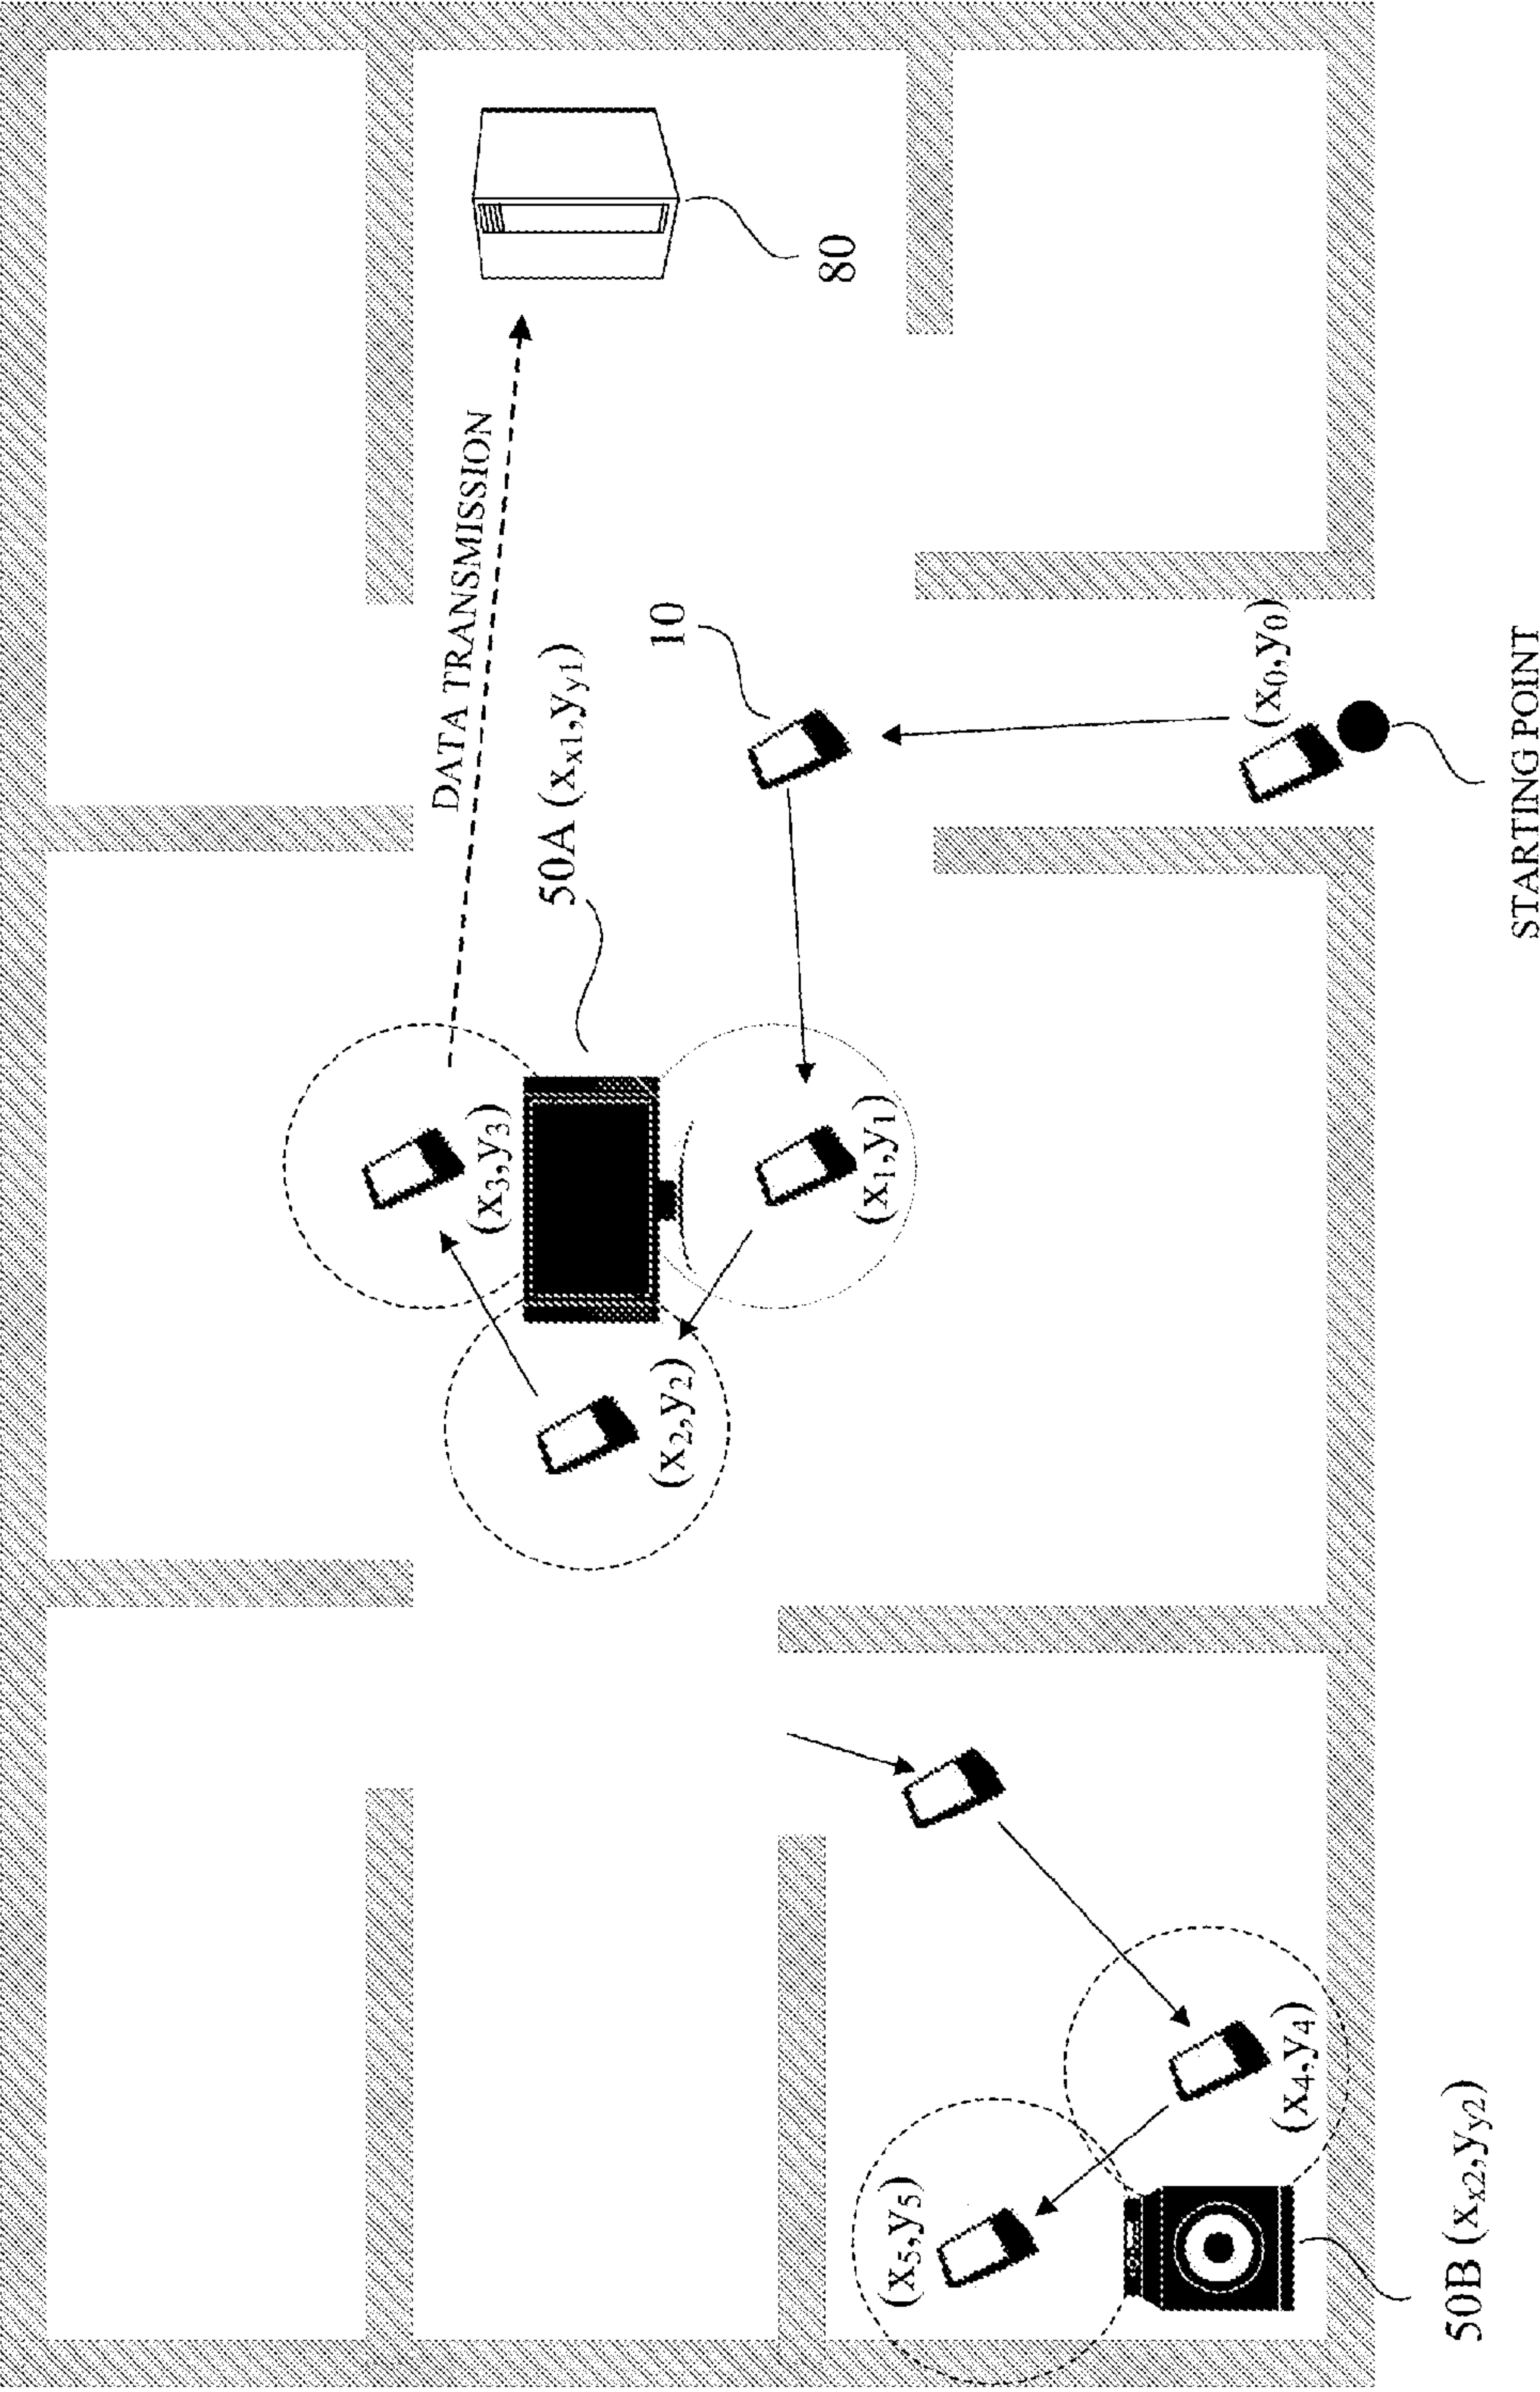 DATA TRANSMISSION
(x3,y3)
50A (xx1,yy1)
(x2,y2)
10
80
(x1,y1)
(x5,y5)
(x0,y0)
(x4,y4)
50B (xx2,yy2)
STARTING POINT